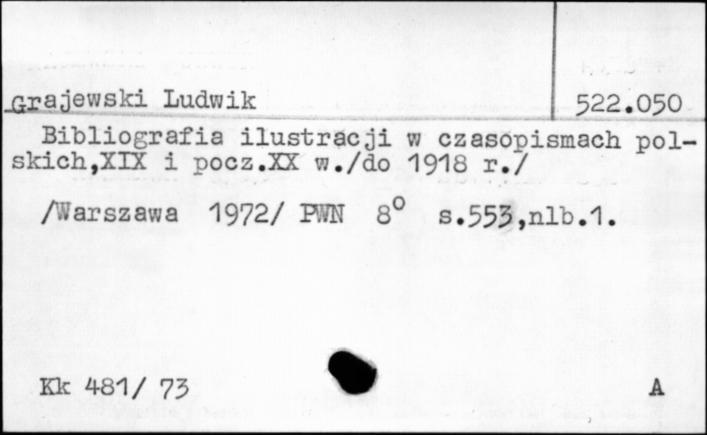 Grajewski Ludwik
522.050
Bibliografia ilustracji w czasopismach pol-
skich,XIX i pocz.XX w./do 1918 r./
/Warszawa 1972/ PWN 8° s.553,nlb.1.
Kk 481/ 73
A